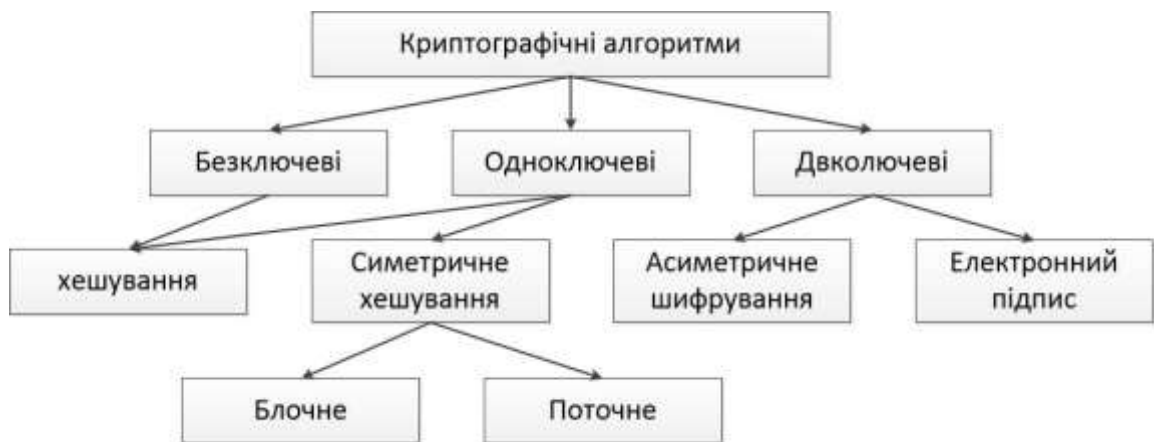 Криптографічні алгоритми
Безключеві
Одноключеві
Двколючеві
хешування
Симетричне
хешування
Асиметричне
шифрування
Електронний
підпис
Блочне
Поточне